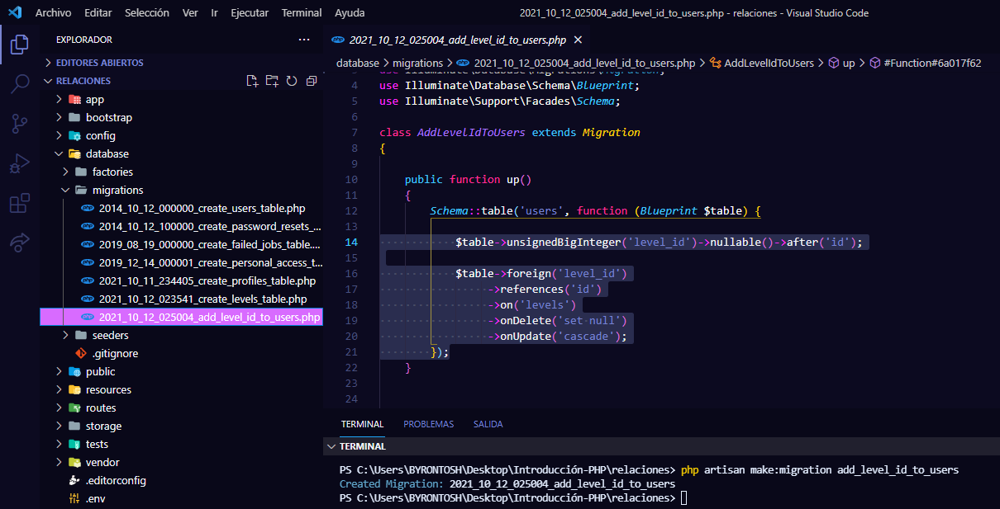 Archivo Editar Selección Ver Ir Ejecutar Terminal Ayuda
2021_10_12_025004_add_level_id_to_users.php - relaciones - Visual Studio Code
EXPLORADOR
EDITORES ABIERTOS
RELACIONES
app
bootstrap
config
database
factories
migrations
2014_10_12_000000_create_users_table.php
2014_10_12_100000_create_password_resets_...
2019_08_19_000000_create_failed_jobs_table....
2019_12_14_000001_create_personal_access_t...
2021_10_11_234405_create_profiles_table.php
2021_10_12_023541_create_levels_table.php
2021_10_12_025004_add_level_id_to_users.php
seeders
.gitignore
public
resources
routes
storage
tests
vendor
.editorconfig
.env
2021_10_12_025004_add_level_id_to_users.php
database > migrations > 2021_10_12_025004_add_level_id_to_users.php > AddLevelIdToUsers > up > #Function#6a017f62
3 use Illuminate\Database\Migrations\Migration;
4 use Illuminate\Database\Schema\Blueprint;
5 use Illuminate\Support\Facades\Schema;
6
7 class AddLevelIdToUsers extends Migration
8 {
9
10 public function up()
11 {
12 Schema::table('users', function (Blueprint $table) {
13
14 $table->unsignedBigInteger('level_id')->nullable()->after('id');
15
16 $table->foreign('level_id')
17 ->references('id')
18 ->on('levels')
19 ->onDelete('set null')
20 ->onUpdate('cascade');
21 });
22 }
23
24
TERMINAL PROBLEMAS SALIDA
TERMINAL
PS C:\Users\BYRONTOSH\Desktop\Introducción-PHP\relaciones> php artisan make:migration add_level_id_to_users
Created Migration: 2021_10_12_025004_add_level_id_to_users
PS C:\Users\BYRONTOSH\Desktop\Introducción-PHP\relaciones>